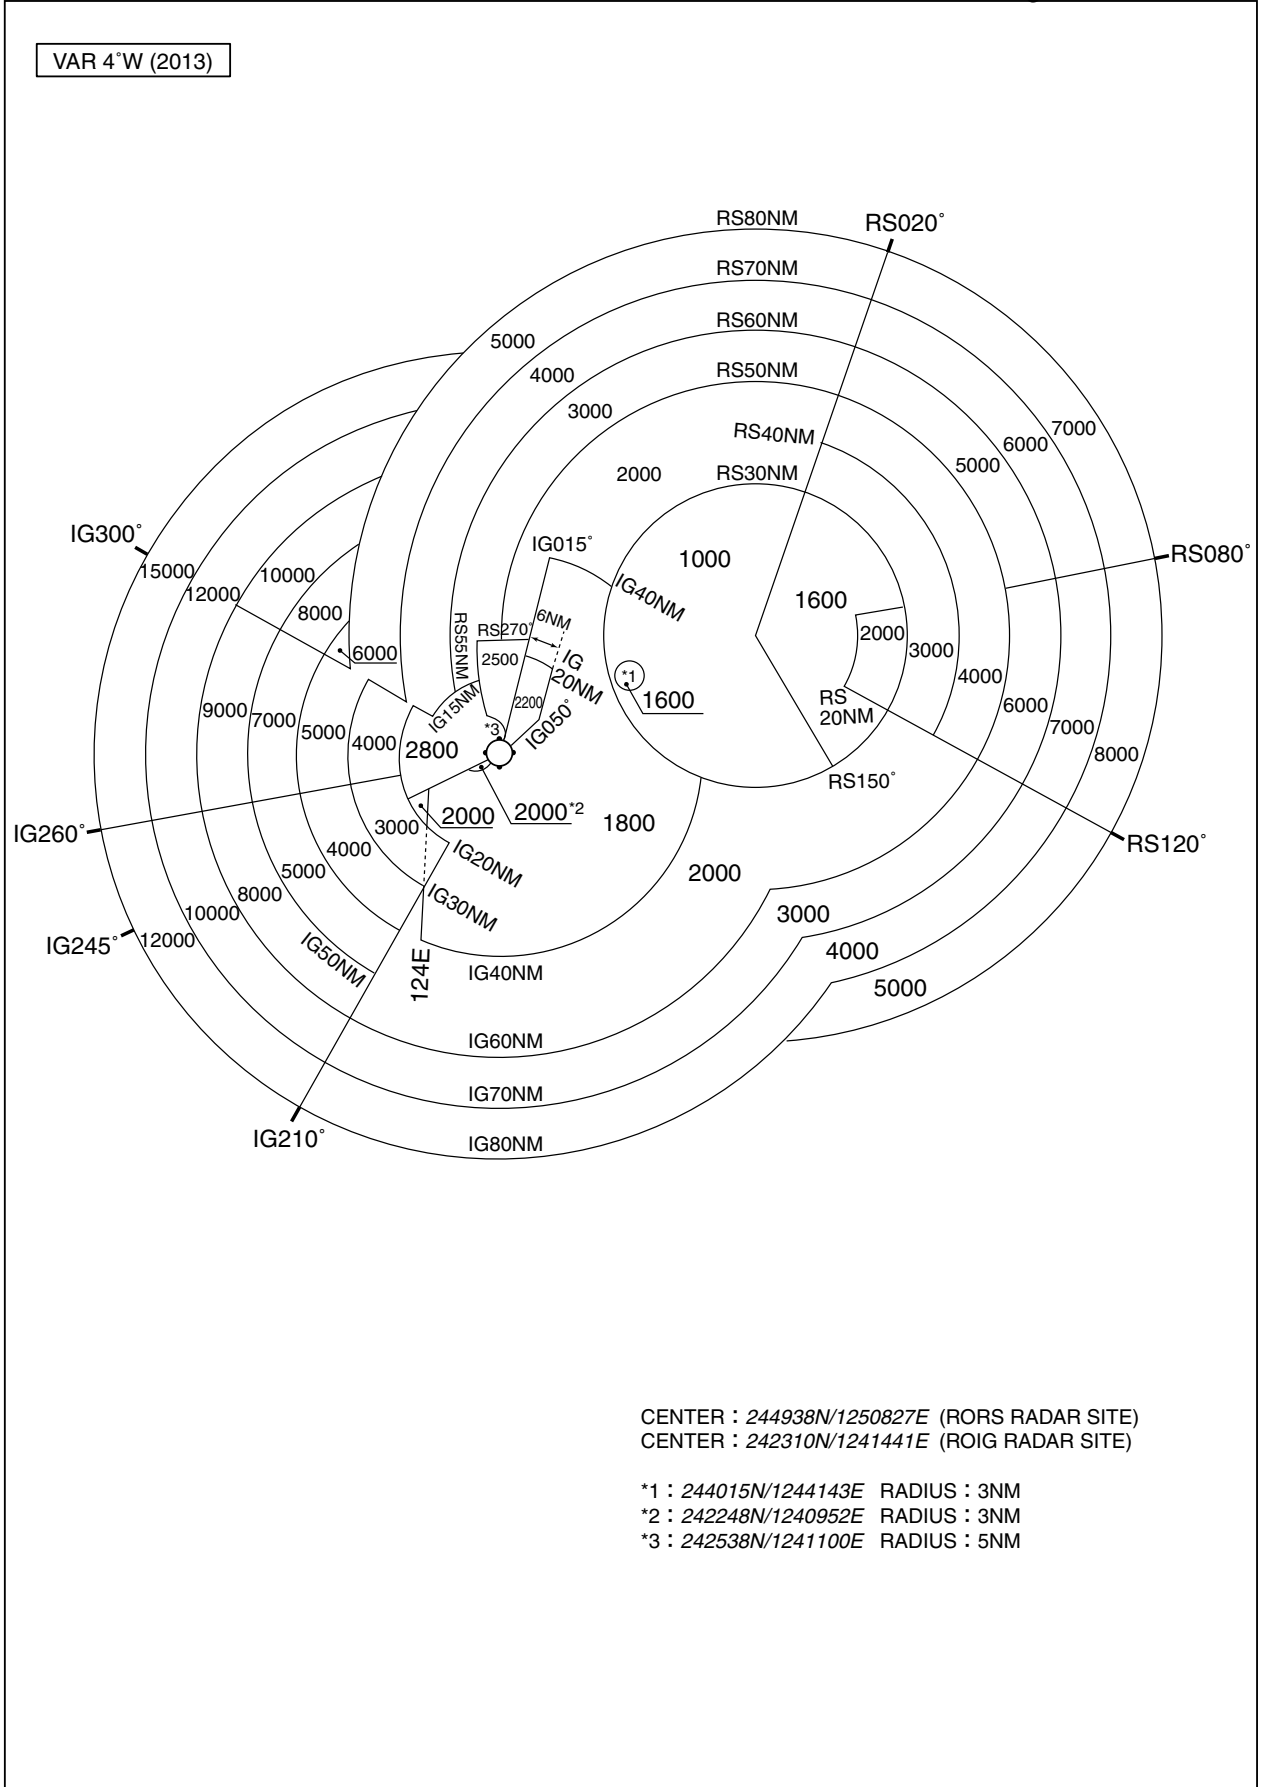 VAR 4˚W (2013)
RS80NM
RS020˚
RS70NM
RS60NM
5000
RS50NM
4000
3000
7000
RS40NM
6000
5000
2000
RS30NM
IG300˚
IG015˚
RS080˚
1000
15000
10000
IG40NM
12000
1600
8000
6NM
RS55NM
RS270˚
2000
6000
2500
IG
20NM
3000
*1
4000
1600
RS
20NM
9000
7000
5000
4000
2800
IG15NM
*3
2200
IG050˚
6000
7000
8000
RS150˚
2000
2000*2
1800
IG260˚
3000
RS120˚
4000
IG20NM
2000
5000
8000
IG30NM
10000
3000
IG245˚
12000
IG50NM
4000
124E
IG40NM
5000
IG60NM
IG70NM
IG210˚
IG80NM
CENTER : 244938N/1250827E (RORS RADAR SITE)
CENTER : 242310N/1241441E (ROIG RADAR SITE)
*1 : 244015N/1244143E RADIUS : 3NM
*2 : 242248N/1240952E RADIUS : 3NM
*3 : 242538N/1241100E RADIUS : 5NM